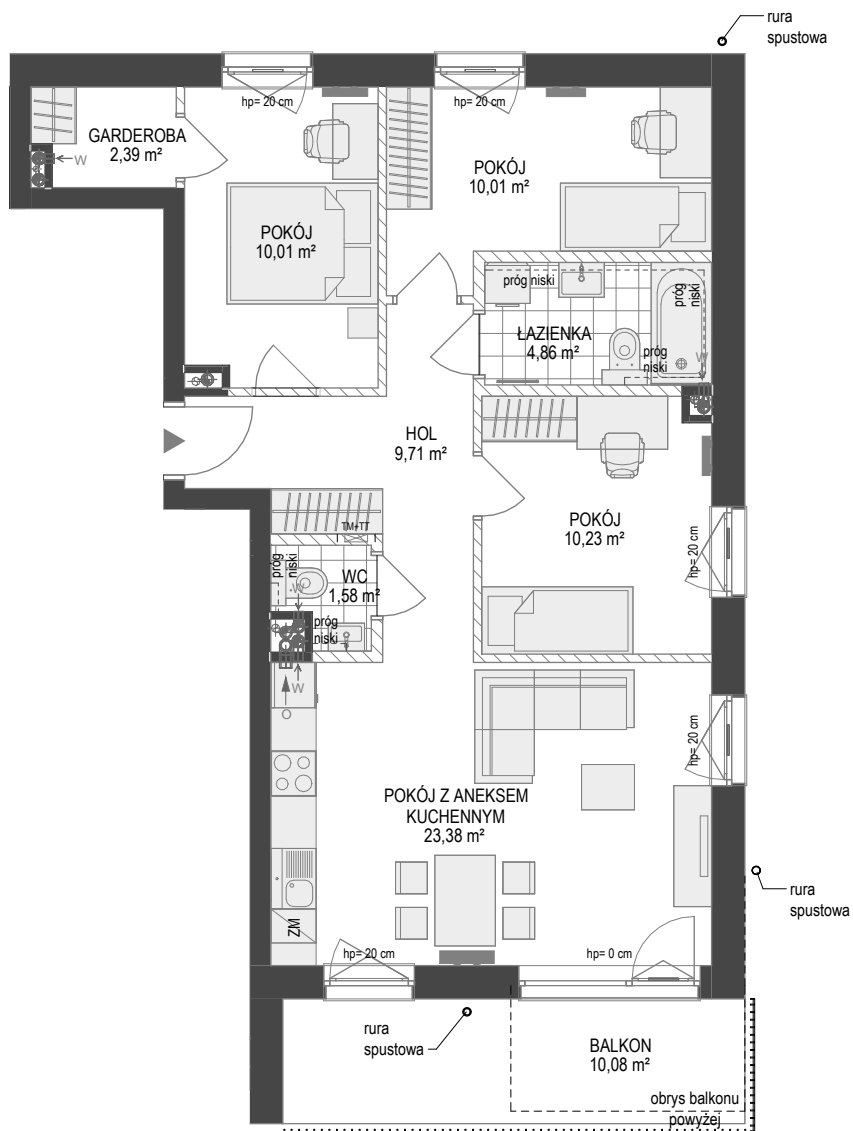 rura
spustowa
hp= 20 cm
hp= 20 cm
GARDEROBA
2,39 m²
W
POKÓJ
10,01 m²
POKÓJ
10,01 m²
próg niski
próg
niski
ŁAZIENKA
4,86 m²
próg
niski
W
HOL
9,71 m²
POKÓJ
10,23 m²
hp= 20 cm
TM+TT
próg
niski
WC
1,58 m²
W
próg
niski
W
hp= 20 cm
POKÓJ Z ANEKSEM
KUCHENNYM
23,38 m²
ZM
rura
spustowa
hp= 20 cm
hp= 0 cm
rura
spustowa
BALKON
10,08 m²
obrys balkonu
powyżej